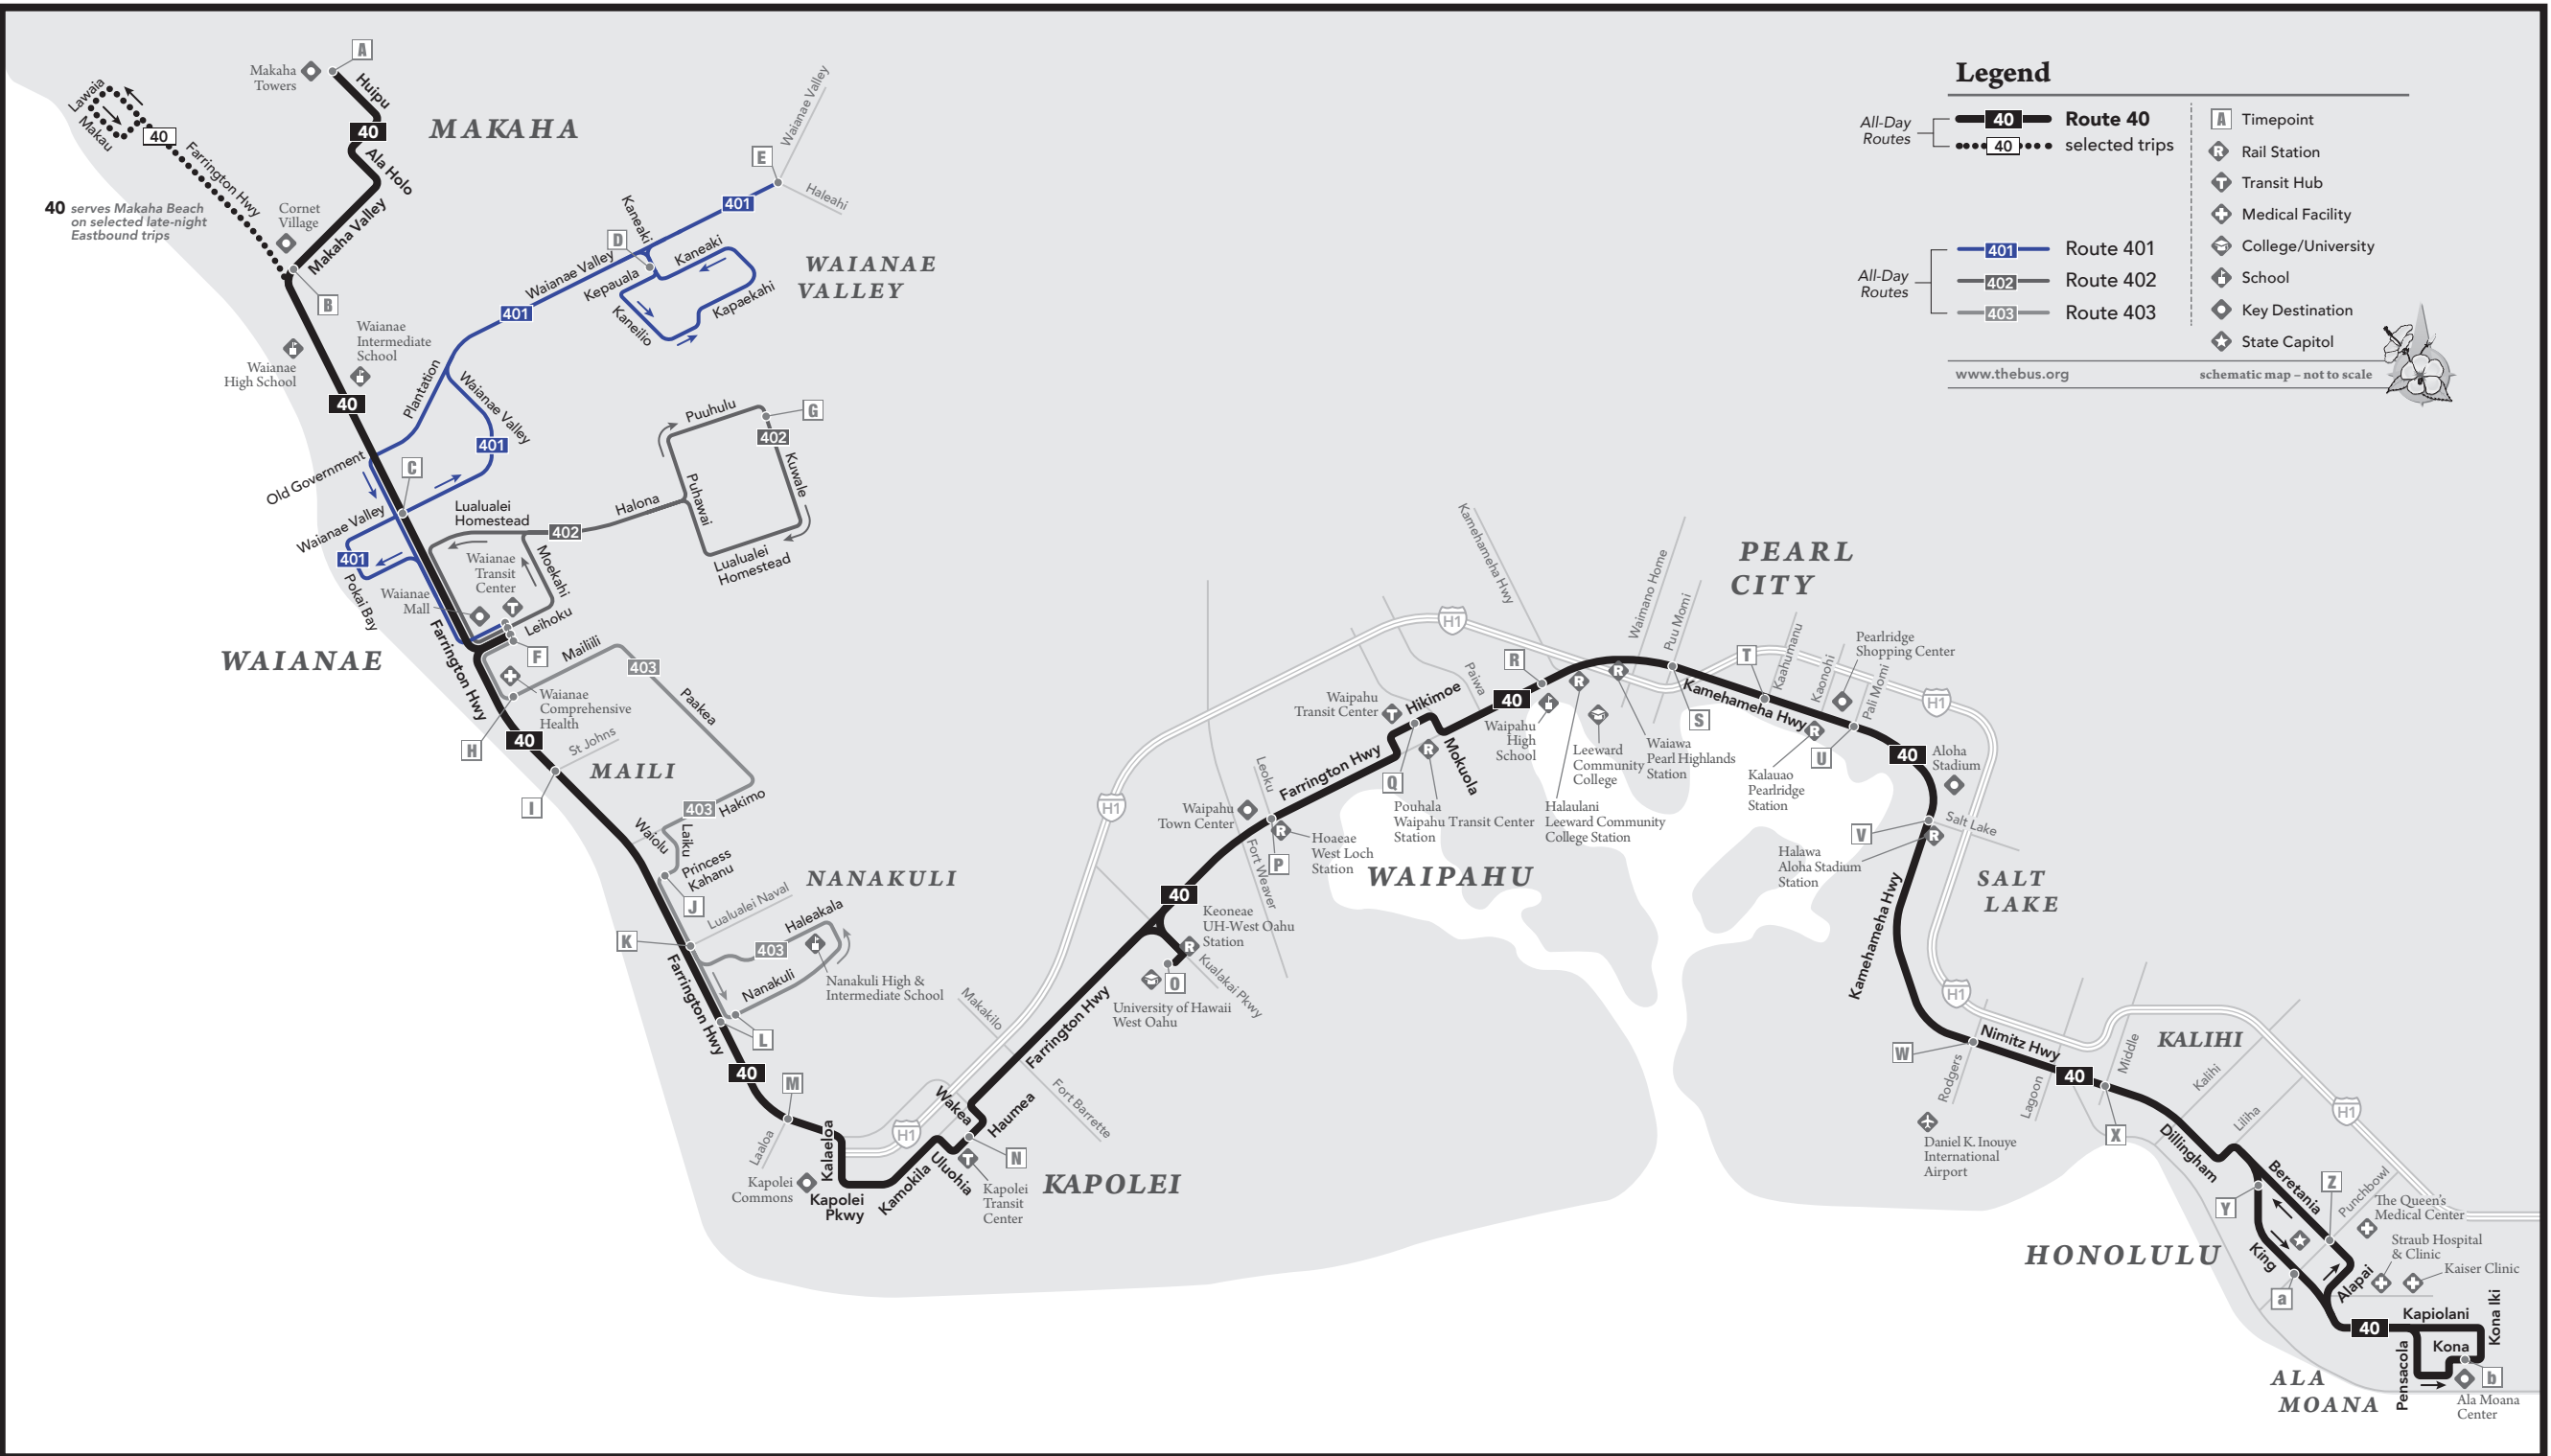 A
Makaha
Towers
Huipu
40
MAKAHA
Ala Holo
Makaha Valley
Lawaia
Makau
40
Farrington Hwy
40 serves Makaha Beach
on selected late-night
Eastbound trips
Cornet
Village
B
Waianae
High School
Waianae
Intermediate
School
40
E
Waianae Valley
Haleahi
401
Kaneaki
D
Kaneaki
Waianae Valley
Kepauala
Kaneilio
Kapaekahi
WAIANAE
VALLEY
401
Plantation
Waianae Valley
401
Old Government
C
Waianae Valley
401
Pokai Bay
Puuhulu
G
402
Kuwale
Puhawai
Halona
Lualualei
Homestead
Lualualei
Homestead
402
Moekahi
Waianae
Transit
Center
Waianae
Mall
Leihoku
F
WAIANAE
Farrington Hwy
Mailiili
403
Paakea
Waianae
Comprehensive
Health
H
40
St Johns
MAILI
I
403
Hakimo
Waiolu
Laiku
Princess
Kahanu
J
NANAKULI
Lualualei Naval
K
Haleakala
403
Nanakuli
Nanakuli High &
Intermediate School
Farrington Hwy
L
40
M
Laaloa
Kalaeloa
Kapolei
Commons
Kapolei
Pkwy
Kamokila
Uluohia
Wakea
Haumea
H1
N
Kapolei
Transit
Center
KAPOLEI
Makakilo
Fort Barrette
Farrington Hwy
40
Keoneae
UH-West Oahu
Station
O
Kualakai Pkwy
University of Hawaii
West Oahu
H1
Waipahu
Town Center
Leoku
Fort Weaver
P
Hoaeae
West Loch
Station
Farrington Hwy
WAIPAHU
Waipahu
Transit Center
Hikimoe
Q
Mokuola
Pouhala
Waipahu Transit Center
Station
H1
Paiwa
Kamehameha Hwy
R
40
Waipahu
High
School
Halaulani
Leeward Community
College Station
Leeward
Community
College
Waiawa
Pearl Highlands
Station
Waimano Home
Puu Momi
PEARL
CITY
S
Kamehameha Hwy
T
Kaahumanu
Kaonohi
Pearlridge
Shopping Center
Pali Momi
H1
Kalauao
Pearlridge
Station
U
40
Aloha
Stadium
V
Salt Lake
Halawa
Aloha Stadium
Station
SALT
LAKE
Kamehameha Hwy
H1
W
Nimitz Hwy
Rodgers
Lagoon
40
Middle
X
Daniel K. Inouye
International
Airport
KALIHI
Kalihi
Liliha
H1
Dillingham
Beretania
Y
Z
Punchbowl
The Queen's
Medical Center
Straub Hospital
& Clinic
Kaiser Clinic
King
a
Alapai
HONOLULU
40
Kapiolani
Kona Iki
Kona
Pensacola
b
Ala Moana
Center
ALA
MOANA
Legend
All-Day
Routes
40 Route 40
40 selected trips
All-Day
Routes
401 Route 401
402 Route 402
403 Route 403
A Timepoint
R Rail Station
T Transit Hub
Medical Facility
College/University
School
Key Destination
State Capitol
www.thebus.org
schematic map – not to scale